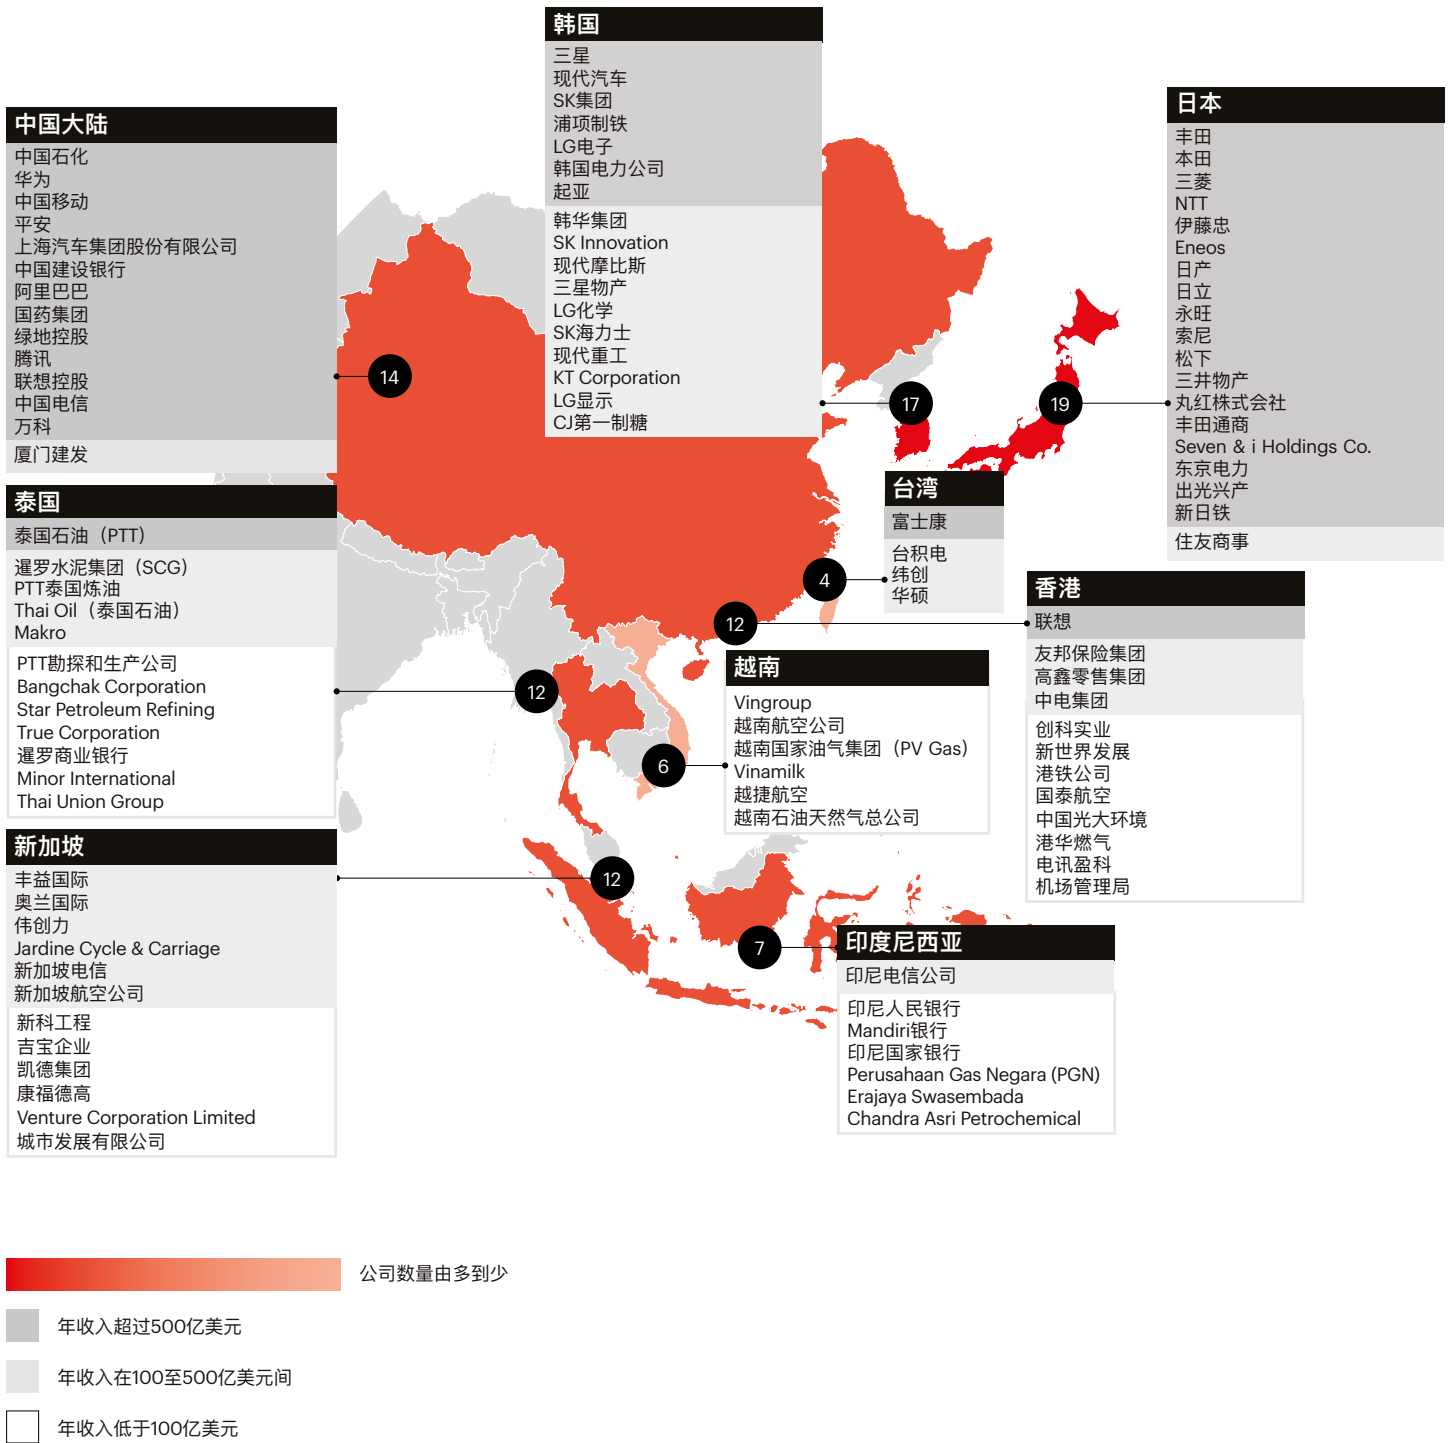 韩国
三星
现代汽车
SK集团
浦项制铁
LG电子
韩国电力公司
起亚
韩华集团
SK Innovation
现代摩比斯
三星物产
LG化学
SK海力士
现代重工
KT Corporation
LG显示
CJ第一制糖
17
日本
丰田
本田
三菱
NTT
伊藤忠
Eneos
日产
日立
永旺
索尼
松下
三井物产
丸红株式会社
丰田通商
Seven & i Holdings Co.
东京电力
出光兴产
新日铁
住友商事
19
中国大陆
中国石化
华为
中国移动
平安
上海汽车集团股份有限公司
中国建设银行
阿里巴巴
国药集团
绿地控股
腾讯
联想控股
中国电信
万科
厦门建发
14
台湾
富士康
台积电
纬创
华硕
4
泰国
泰国石油（PTT）
暹罗水泥集团（SCG）
PTT泰国炼油
Thai Oil（泰国石油）
Makro
PTT勘探和生产公司
Bangchak Corporation
Star Petroleum Refining
True Corporation
暹罗商业银行
Minor International
Thai Union Group
12
香港
联想
友邦保险集团
高鑫零售集团
中电集团
创科实业
新世界发展
港铁公司
国泰航空
中国光大环境
港华燃气
电讯盈科
机场管理局
12
越南
Vingroup
越南航空公司
越南国家油气集团（PV Gas）
Vinamilk
越捷航空
越南石油天然气总公司
6
新加坡
丰益国际
奥兰国际
伟创力
Jardine Cycle & Carriage
新加坡电信
新加坡航空公司
新科工程
吉宝企业
凯德集团
康福德高
Venture Corporation Limited
城市发展有限公司
12
印度尼西亚
印尼电信公司
印尼人民银行
Mandiri银行
印尼国家银行
Perusahaan Gas Negara (PGN)
Erajaya Swasembada
Chandra Asri Petrochemical
7
公司数量由多到少
年收入超过500亿美元
年收入在100至500亿美元间
年收入低于100亿美元